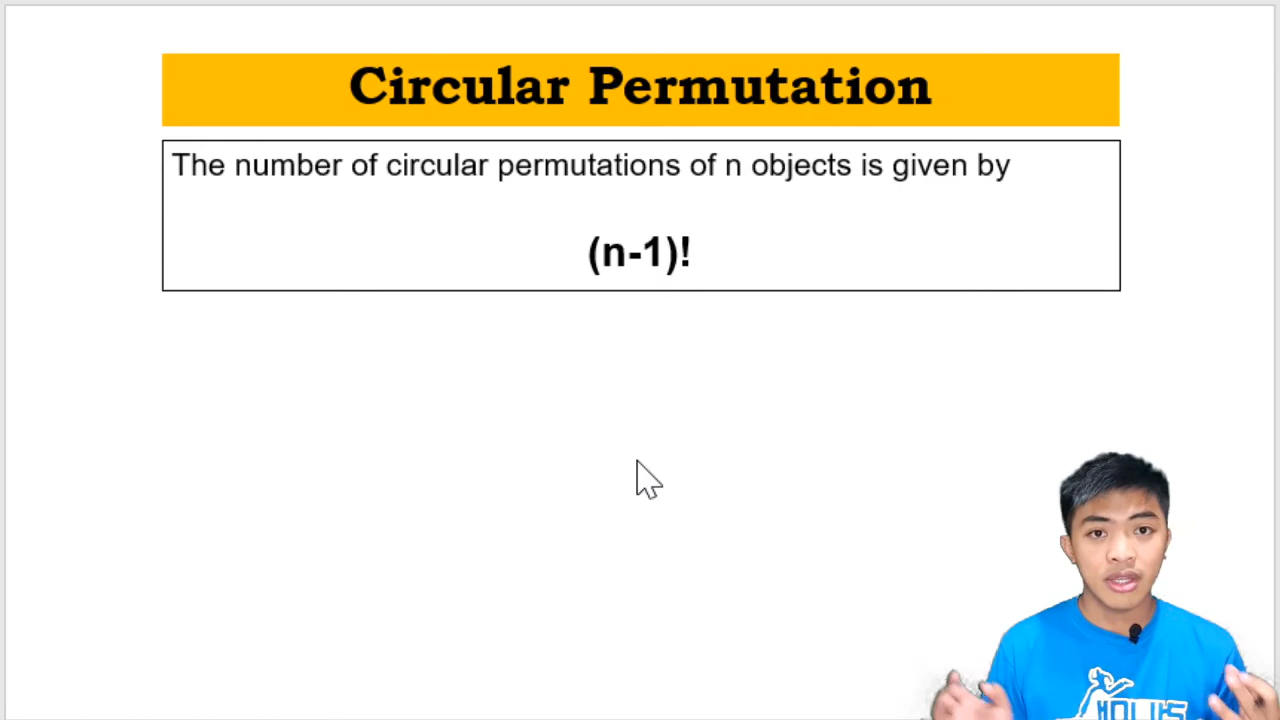 Circular Permutation
The number of circular permutations of n objects is given by
(n-1)!